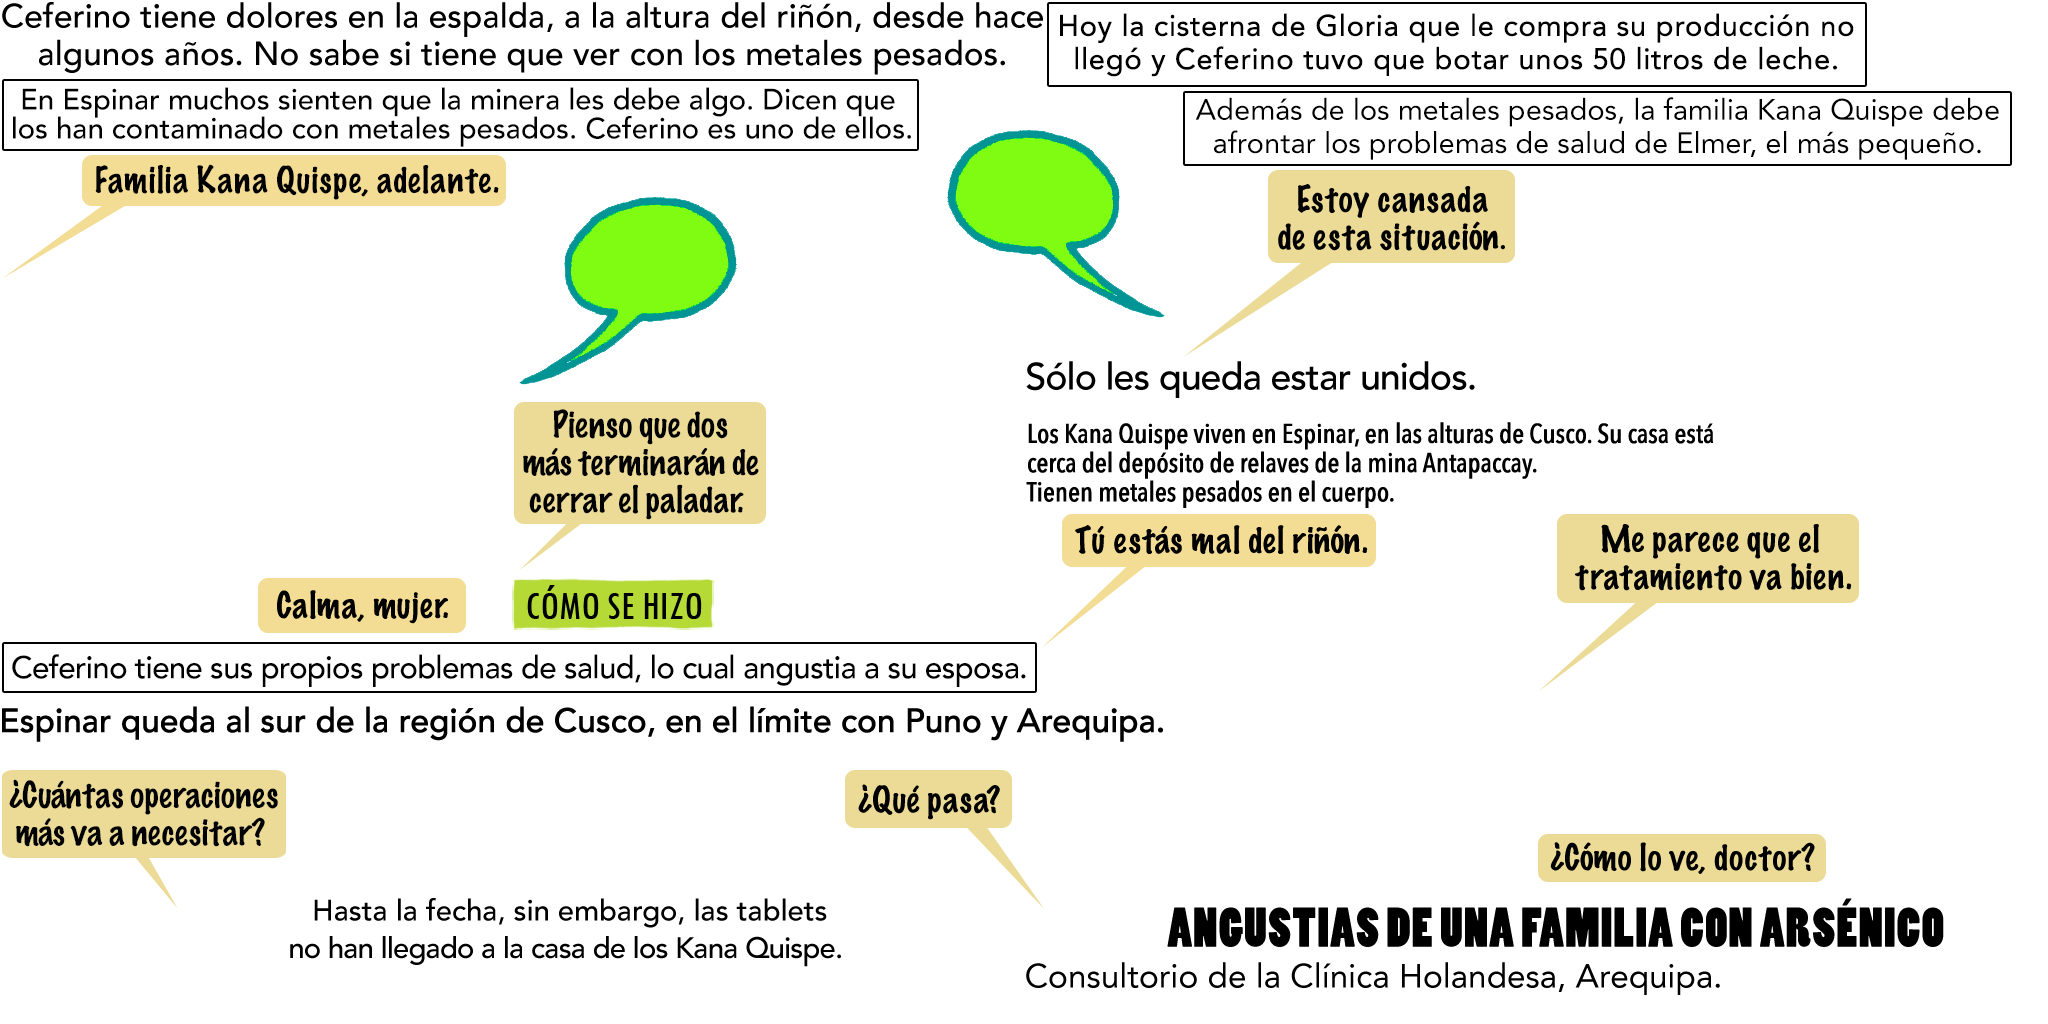 Ceferino tiene dolores en la espalda, a la altura del riñón, desde hace
algunos años. No sabe si tiene que ver con los metales pesados.
Hoy la cisterna de Gloria que le compra su producción no
llegó y Ceferino tuvo que botar unos 50 litros de leche.
En Espinar muchos sienten que la minera les debe algo. Dicen que
los han contaminado con metales pesados. Ceferino es uno de ellos.
Además de los metales pesados, la familia Kana Quispe debe
afrontar los problemas de salud de Elmer, el más pequeño.
Familia Kana Quispe, adelante.
Estoy cansada
de esta situación.
Sólo les queda estar unidos.
Pienso que dos
más terminarán de
cerrar el paladar.
Los Kana Quispe viven en Espinar, en las alturas de Cusco. Su casa está
cerca del depósito de relaves de la mina Antapaccay.
Tienen metales pesados en el cuerpo.
Tú estás mal del riñón.
Me parece que el
tratamiento va bien.
Calma, mujer.
CÓMO SE HIZO
Ceferino tiene sus propios problemas de salud, lo cual angustia a su esposa.
Espinar queda al sur de la región de Cusco, en el límite con Puno y Arequipa.
¿Cuántas operaciones
más va a necesitar?
¿Qué pasa?
¿Cómo lo ve, doctor?
Hasta la fecha, sin embargo, las tablets
no han llegado a la casa de los Kana Quispe.
ANGUSTIAS DE UNA FAMILIA CON ARSÉNICO
Consultorio de la Clínica Holandesa, Arequipa.